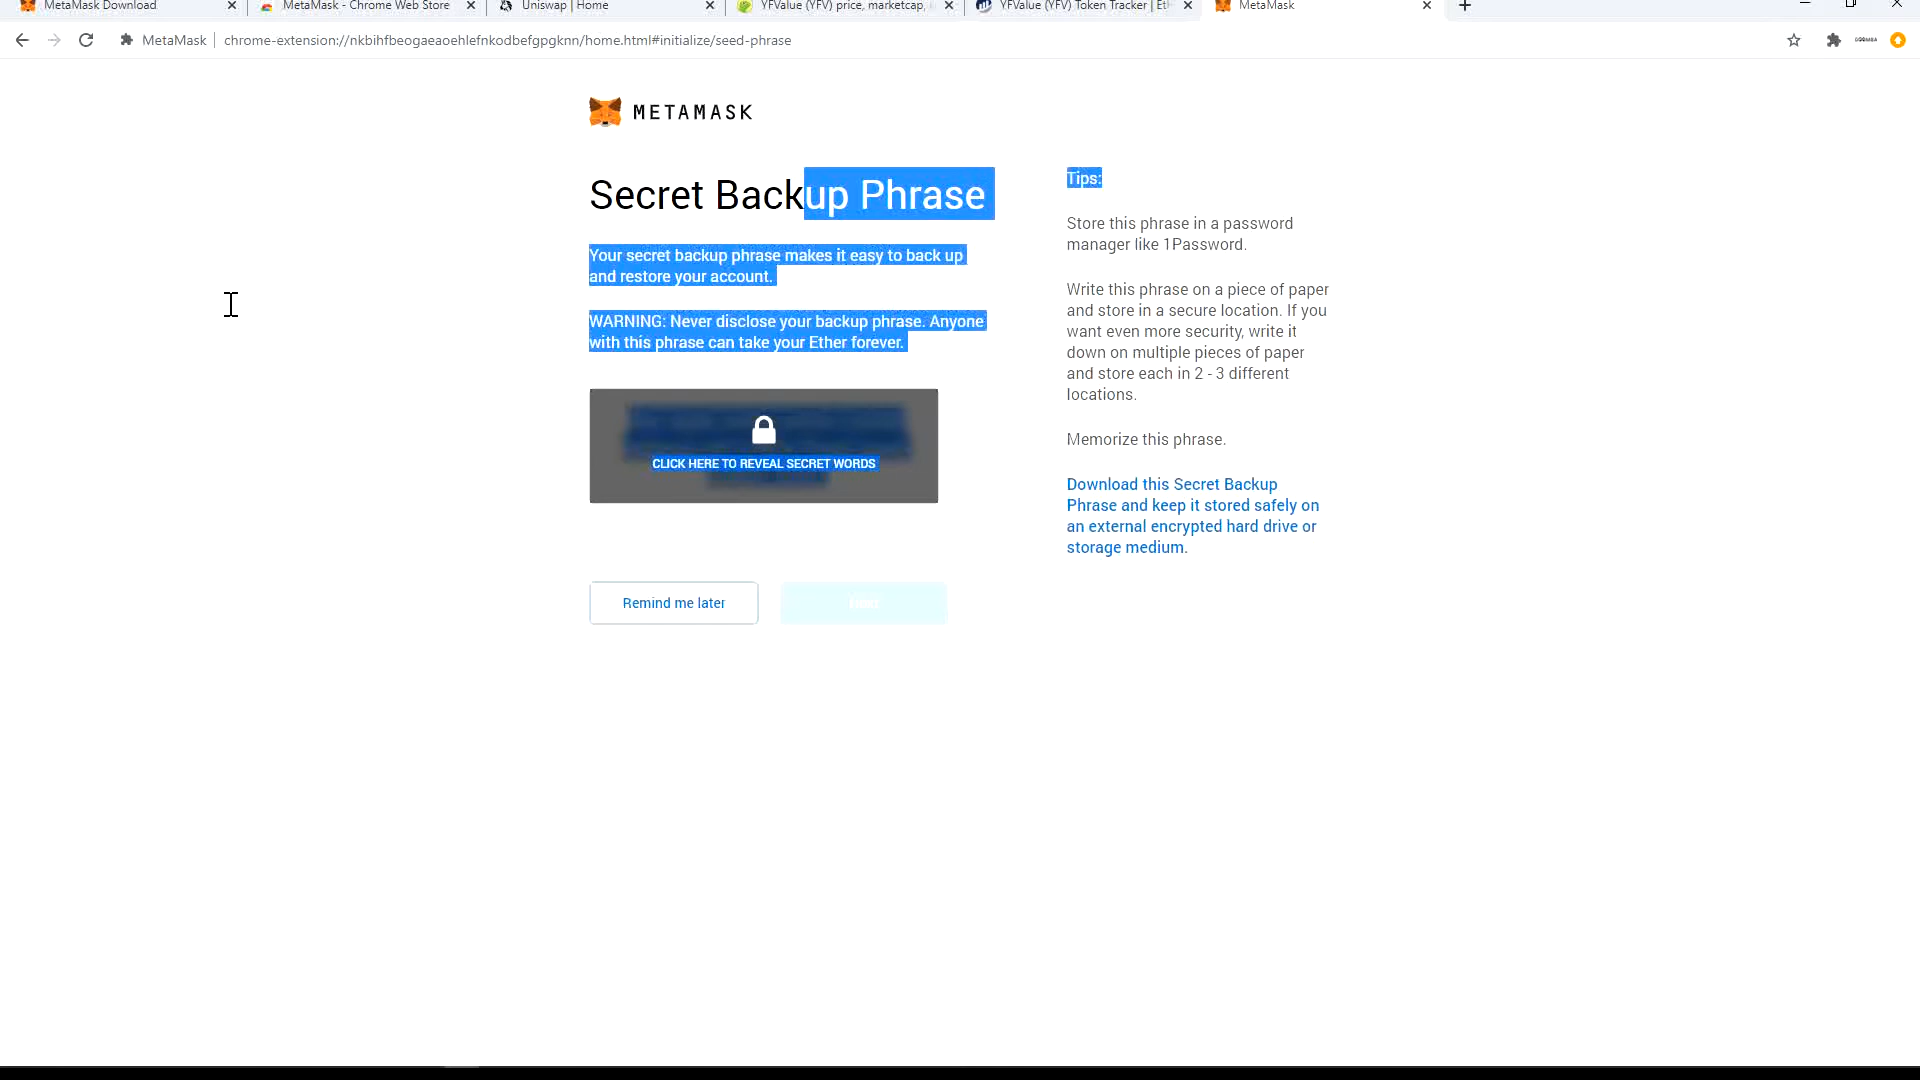 MetaMask Download
MetaMask - Chrome Web Store
Uniswap | Home
YFValue (YFV) price, marketcap,
YFValue (YFV) Token Tracker | Et
MetaMask
MetaMask | chrome-extension://nkbihfbeogaeaoehlefnkodbefgpgknn/home.html#initialize/seed-phrase
METAMASK
Secret Backup Phrase
Your secret backup phrase makes it easy to back up
and restore your account.
WARNING: Never disclose your backup phrase. Anyone
with this phrase can take your Ether forever.
CLICK HERE TO REVEAL SECRET WORDS
Remind me later
Tips:
Store this phrase in a password
manager like 1Password.
Write this phrase on a piece of paper
and store in a secure location. If you
want even more security, write it
down on multiple pieces of paper
and store each in 2 - 3 different
locations.
Memorize this phrase.
Download this Secret Backup
Phrase and keep it stored safely on
an external encrypted hard drive or
storage medium.